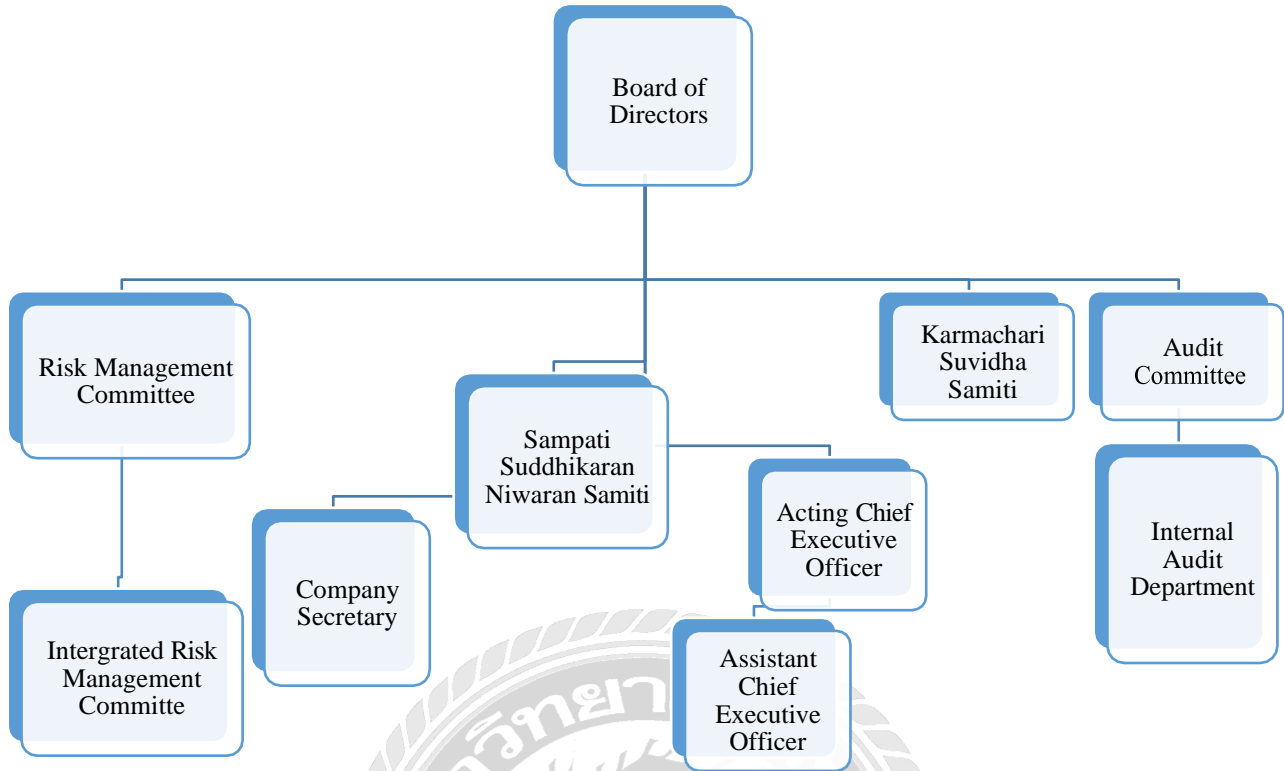 Board of
Directors
Risk Management
Committee
Karmachari
Suvidha
Samiti
Audit
Committee
Sampati
Suddhikaran
Niwaran Samiti
Acting Chief
Executive
Officer
Internal
Audit
Department
Company
Secretary
Intergrated Risk
Management
Committe
Assistant
Chief
Executive
Officer